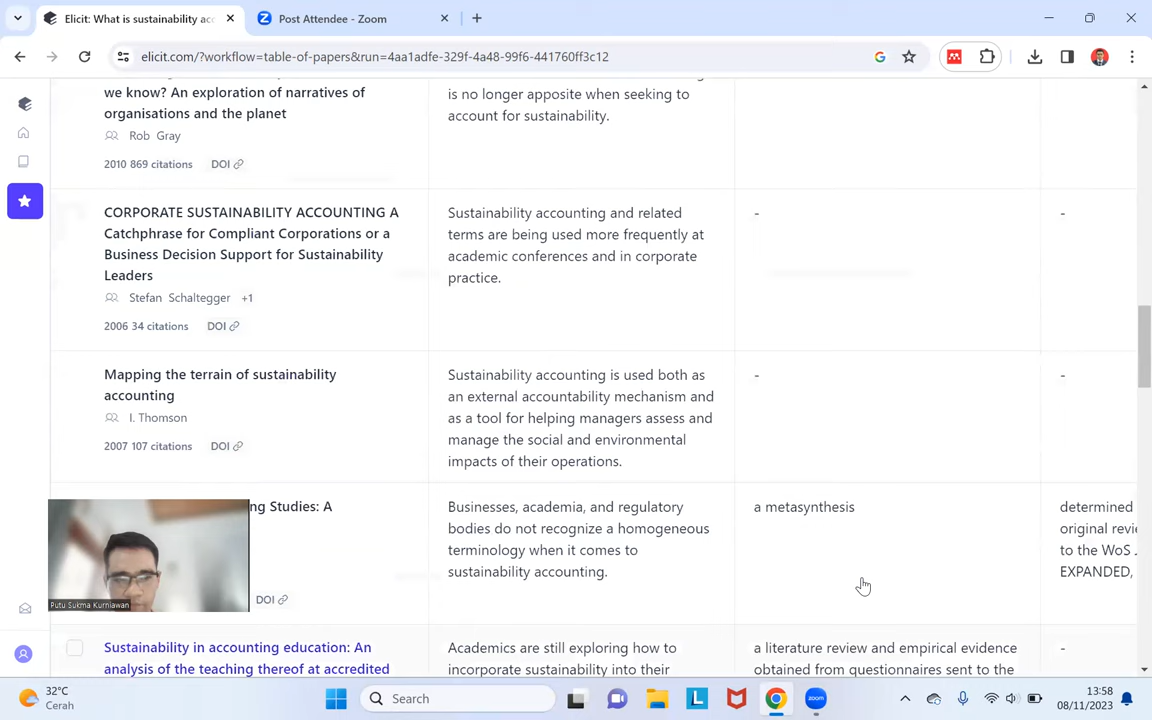 Elicit: What is sustainability acc
Post Attendee - Zoom
elicit.com/?workflow=table-of-papers&run=4aa1adfe-329f-4a48-99f6-441760ff3c12
we know? An exploration of narratives of
organisations and the planet
Rob Gray
2010 869 citations DOI
is no longer apposite when seeking to
account for sustainability.
CORPORATE SUSTAINABILITY ACCOUNTING A
Catchphrase for Compliant Corporations or a
Business Decision Support for Sustainability
Leaders
Stefan Schaltegger +1
2006 34 citations DOI
Sustainability accounting and related
terms are being used more frequently at
academic conferences and in corporate
practice.
-
-
Mapping the terrain of sustainability
accounting
I. Thomson
2007 107 citations DOI
Sustainability accounting is used both as
an external accountability mechanism and
as a tool for helping managers assess and
manage the social and environmental
impacts of their operations.
-
-
ng Studies: A
DOI
Businesses, academia, and regulatory
bodies do not recognize a homogeneous
terminology when it comes to
sustainability accounting.
a metasynthesis
determined
original revie
to the WoS
EXPANDED,
Putu Sukma Kurniawan
Sustainability in accounting education: An
analysis of the teaching thereof at accredited
Academics are still exploring how to
incorporate sustainability into their
a literature review and empirical evidence
obtained from questionnaires sent to the
-
32°C
Cerah
Search
zoom
13:58
08/11/2023